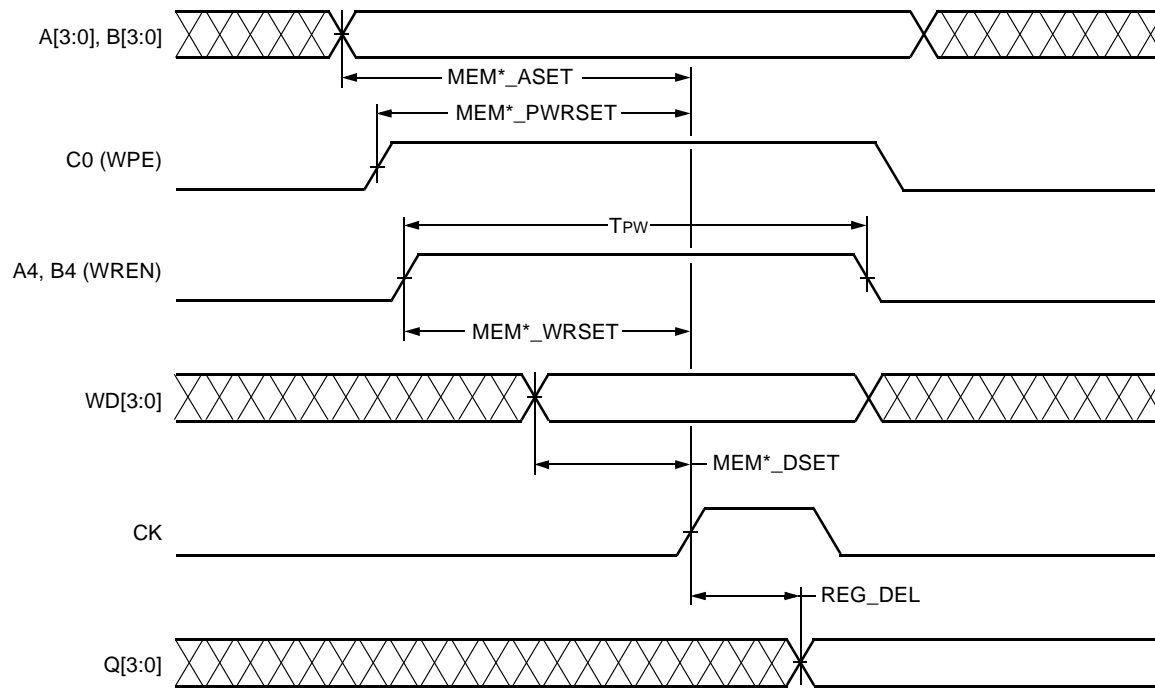 A[3:0], B[3:0]
MEM*_ASET
MEM*_PWRSET
C0 (WPE)
TPW
A4, B4 (WREN)
MEM*_WRSET
WD[3:0]
MEM*_DSET
CK
REG_DEL
Q[3:0]